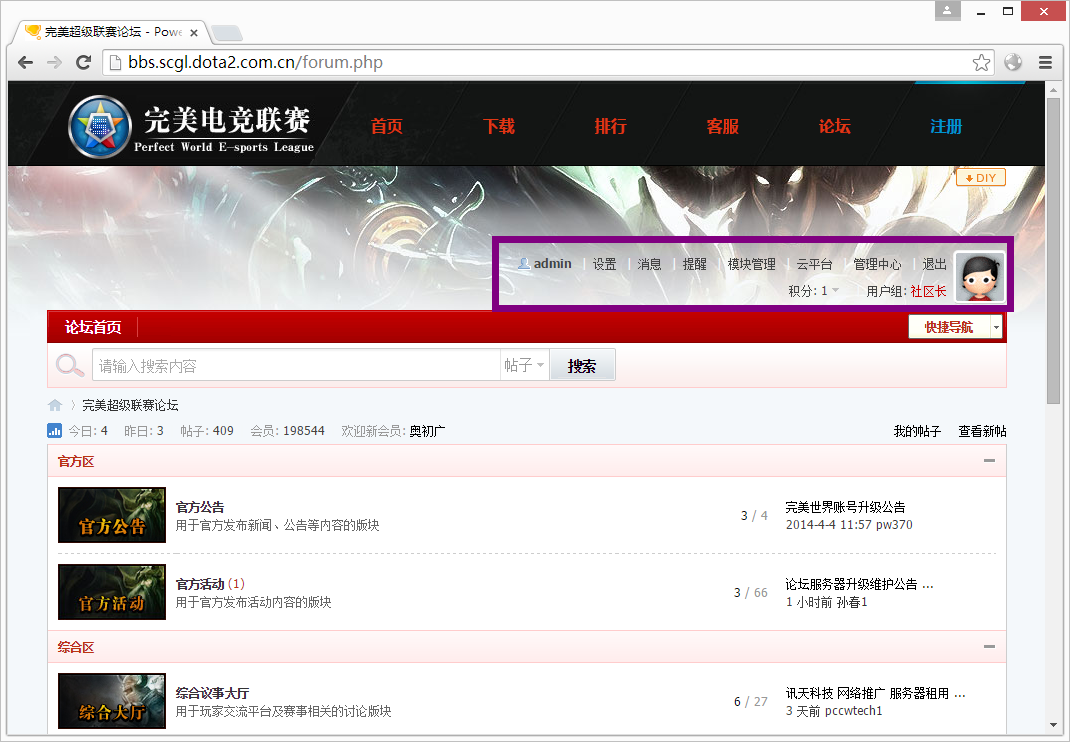 完美超级联赛论坛 - Powe
bbs.scgl.dota2.com.cn/forum.php
完美电竞联赛
Perfect World E-sports League
首页 下载 排行 客服 论坛 注册
DIY
admin 设置 消息 提醒 模块管理 云平台 管理中心 退出
积分: 1 用户组: 社区长
论坛首页 快捷导航
请输入搜索内容 帖子 搜索
完美超级联赛论坛
今日: 4 昨日: 3 帖子: 409 会员: 198544 欢迎新会员: 奥初广 我的帖子 查看新帖
官方区
官方公告
官方公告
用于官方发布新闻、公告等内容的版块
3 / 4
完美世界账号升级公告
2014-4-4 11:57 pw370
官方活动
官方活动 (1)
用于官方发布活动内容的版块
3 / 66
论坛服务器升级维护公告 ...
1 小时前 孙春1
综合区
综合大厅
综合议事大厅
用于玩家交流平台及赛事相关的讨论版块
6 / 27
讯天科技 网络推广 服务器租用 ...
3 天前 pccwtech1